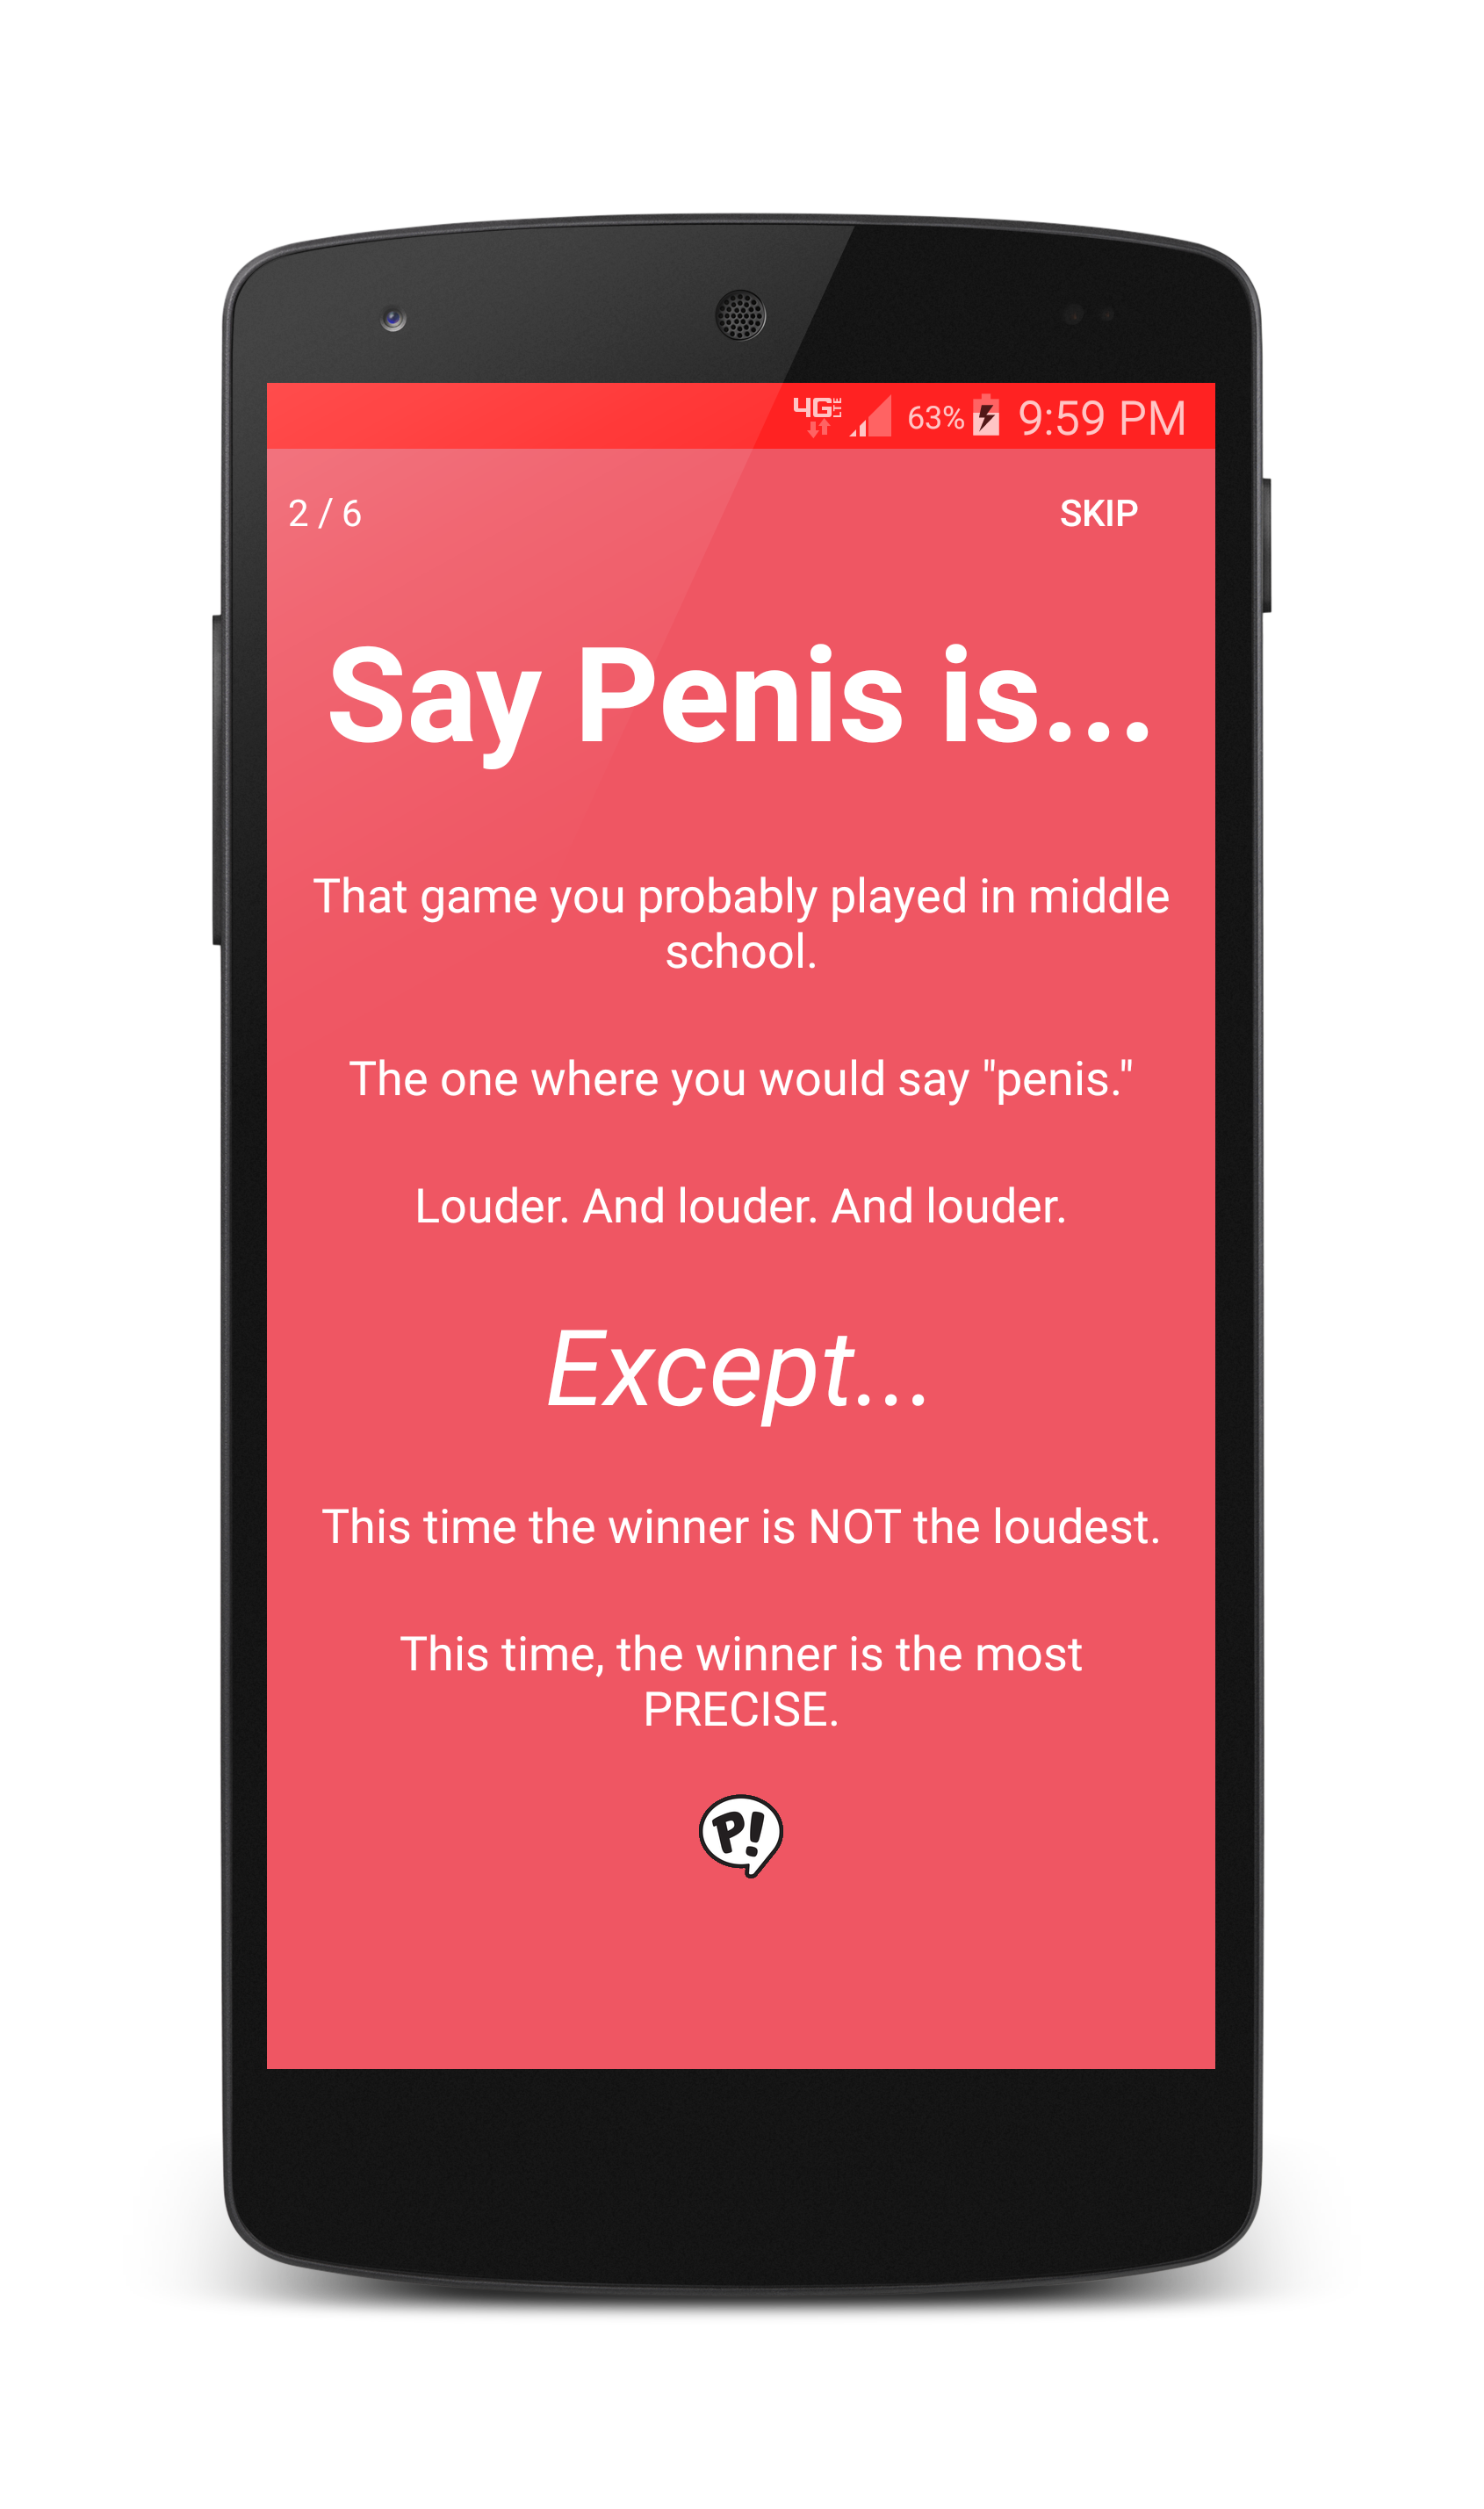 4G LTE 63% 9:59 PM
2 / 6 SKIP
Say Penis is...
That game you probably played in middle
school.
The one where you would say "penis."
Louder. And louder. And louder.
Except...
This time the winner is NOT the loudest.
This time, the winner is the most
PRECISE.
P!